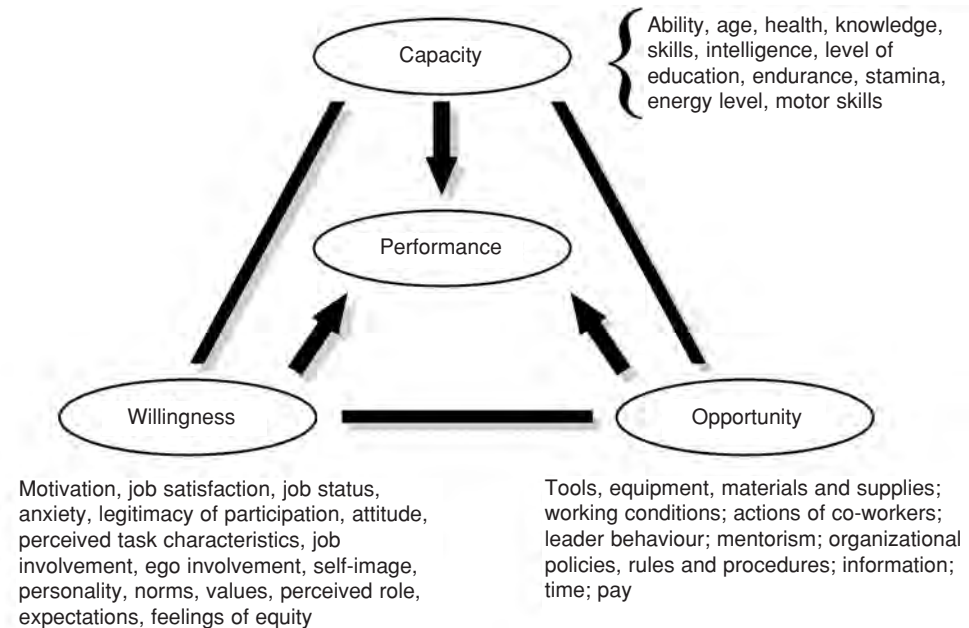 Capacity
Ability, age, health, knowledge,
skills, intelligence, level of
education, endurance, stamina,
energy level, motor skills
Performance
Willingness
Opportunity
Motivation, job satisfaction, job status,
anxiety, legitimacy of participation, attitude,
perceived task characteristics, job
involvement, ego involvement, self-image,
personality, norms, values, perceived role,
expectations, feelings of equity
Tools, equipment, materials and supplies;
working conditions; actions of co-workers;
leader behaviour; mentorism; organizational
policies, rules and procedures; information;
time; pay